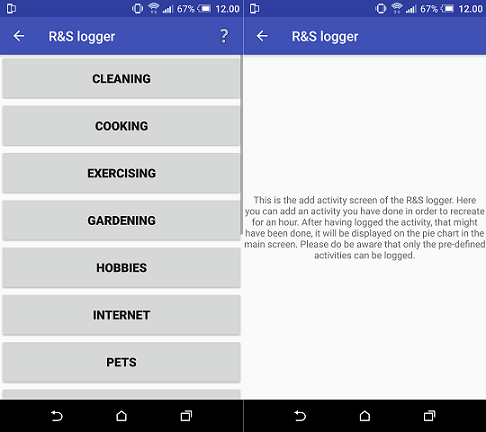 67% 12.00
R&S logger ?
CLEANING
COOKING
EXERCISING
GARDENING
HOBBIES
INTERNET
PETS
67% 12.00
R&S logger
This is the add activity screen of the R&S logger. Here
you can add an activity you have done in order to recreate
for an hour. After having logged the activity, that might
have been done, it will be displayed on the pie chart in the
main screen. Please do be aware that only the pre-defined
activities can be logged.